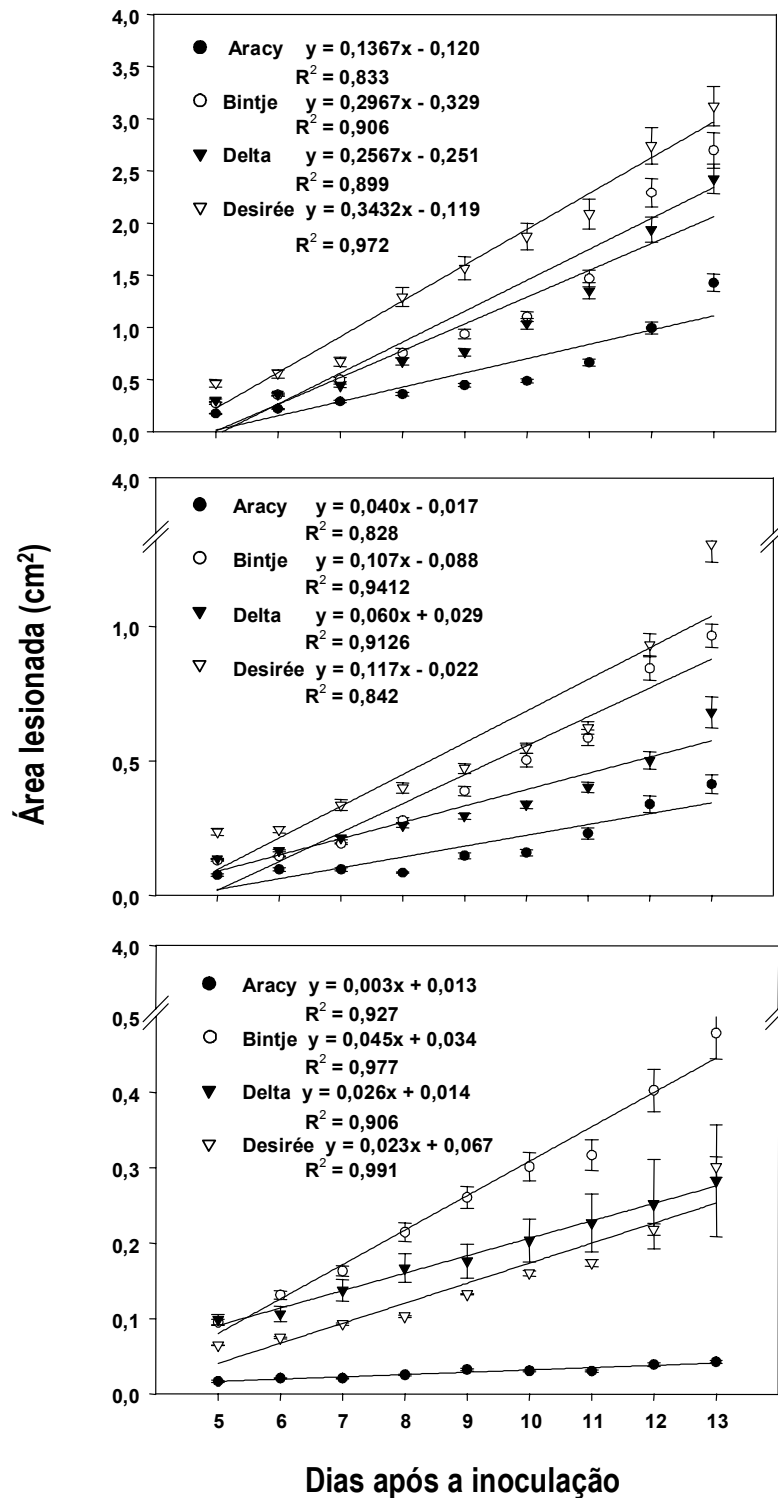 4,0
3,5
3,0
2,5
2,0
1,5
1,0
0,5
0,0
Aracy y = 0,1367x - 0,120
R² = 0,833
Bintje y = 0,2967x - 0,329
R² = 0,906
Delta y = 0,2567x - 0,251
R² = 0,899
Desirée y = 0,3432x - 0,119
R² = 0,972
Área lesionada (cm²)
4,0
1,0
0,5
0,0
Aracy y = 0,040x - 0,017
R² = 0,828
Bintje y = 0,107x - 0,088
R² = 0,9412
Delta y = 0,060x + 0,029
R² = 0,9126
Desirée y = 0,117x - 0,022
R² = 0,842
4,0
0,5
0,4
0,3
0,2
0,1
0,0
Aracy y = 0,003x + 0,013
R² = 0,927
Bintje y = 0,045x + 0,034
R² = 0,977
Delta y = 0,026x + 0,014
R² = 0,906
Desirée y = 0,023x + 0,067
R² = 0,991
5 6 7 8 9 10 11 12 13
Dias após a inoculação